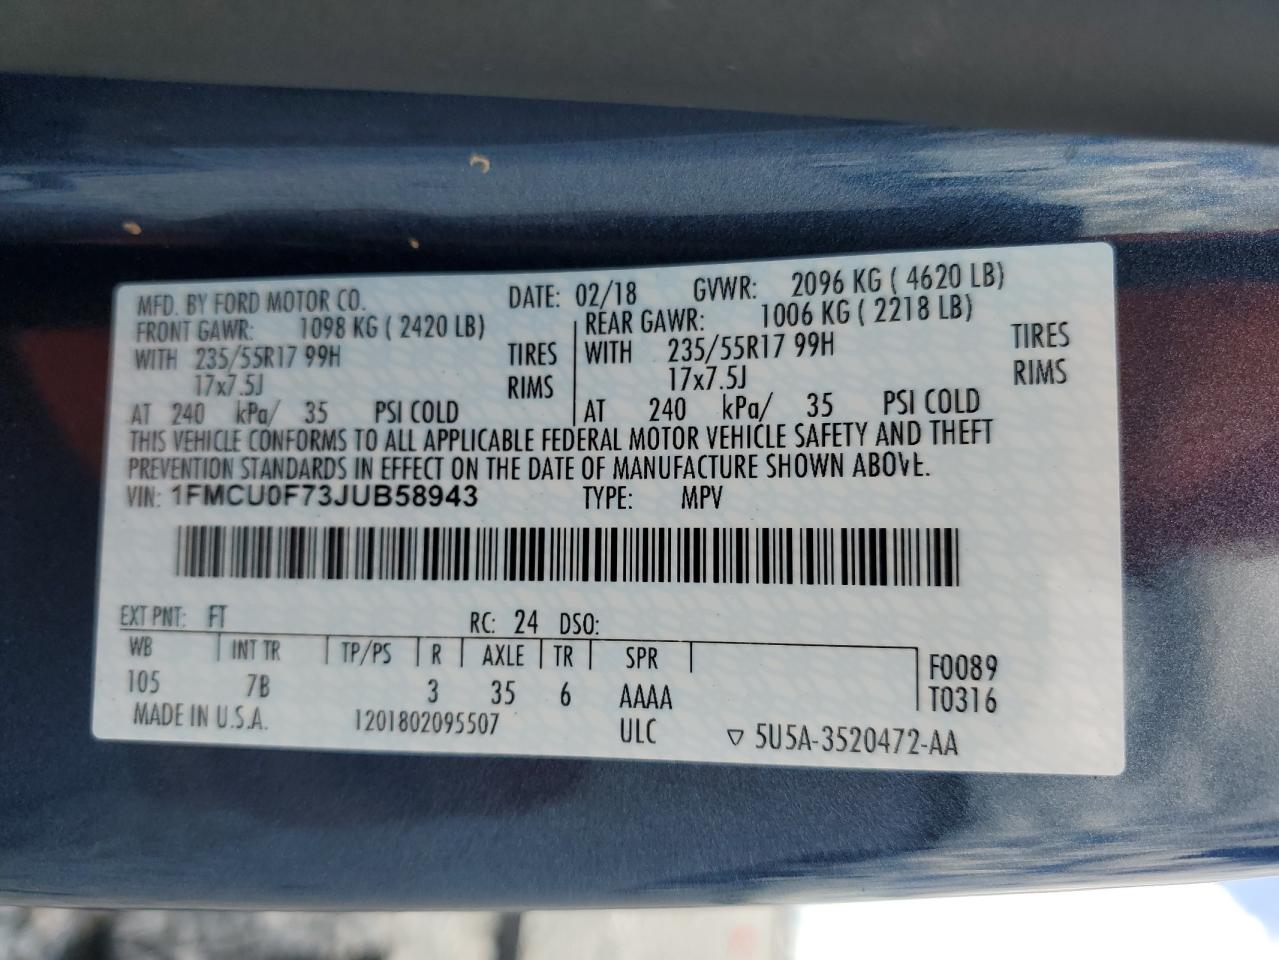 MFD. BY FORD MOTOR CO. DATE: 02/18 GVWR: 2096 KG ( 4620 LB)
FRONT GAWR: 1098 KG ( 2420 LB) REAR GAWR: 1006 KG ( 2218 LB)
WITH 235/55R17 99H TIRES WITH 235/55R17 99H TIRES
17x7.5J RIMS 17x7.5J RIMS
AT 240 kPa/ 35 PSI COLD AT 240 kPa/ 35 PSI COLD
THIS VEHICLE CONFORMS TO ALL APPLICABLE FEDERAL MOTOR VEHICLE SAFETY AND THEFT
PREVENTION STANDARDS IN EFFECT ON THE DATE OF MANUFACTURE SHOWN ABOVE.
VIN: 1FMCU0F73JUB58943 TYPE: MPV
EXT PNT: FT RC: 24 DSO:
WB INT TR TP/PS R AXLE TR SPR F0089
105 7B 3 35 6 AAAA T0316
MADE IN U.S.A. 1201802095507 ULC ▽ 5U5A-3520472-AA